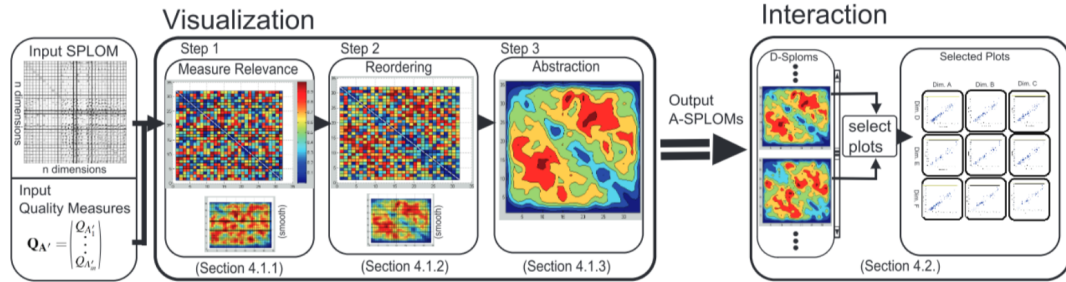 Visualization
Interaction
Input SPLOM
n dimensions
n dimensions
Input
Quality Measures
Step 1
Measure Relevance
(smooth)
(Section 4.1.1)
Step 2
Reordering
(smooth)
(Section 4.1.2)
Step 3
Abstraction
(Section 4.1.3)
Output
A-SPLOMs
D-Sploms
select
plots
Selected Plots
Dim. A
Dim. B
Dim. C
Dim. D
Dim. E
Dim. F
(Section 4.2.)